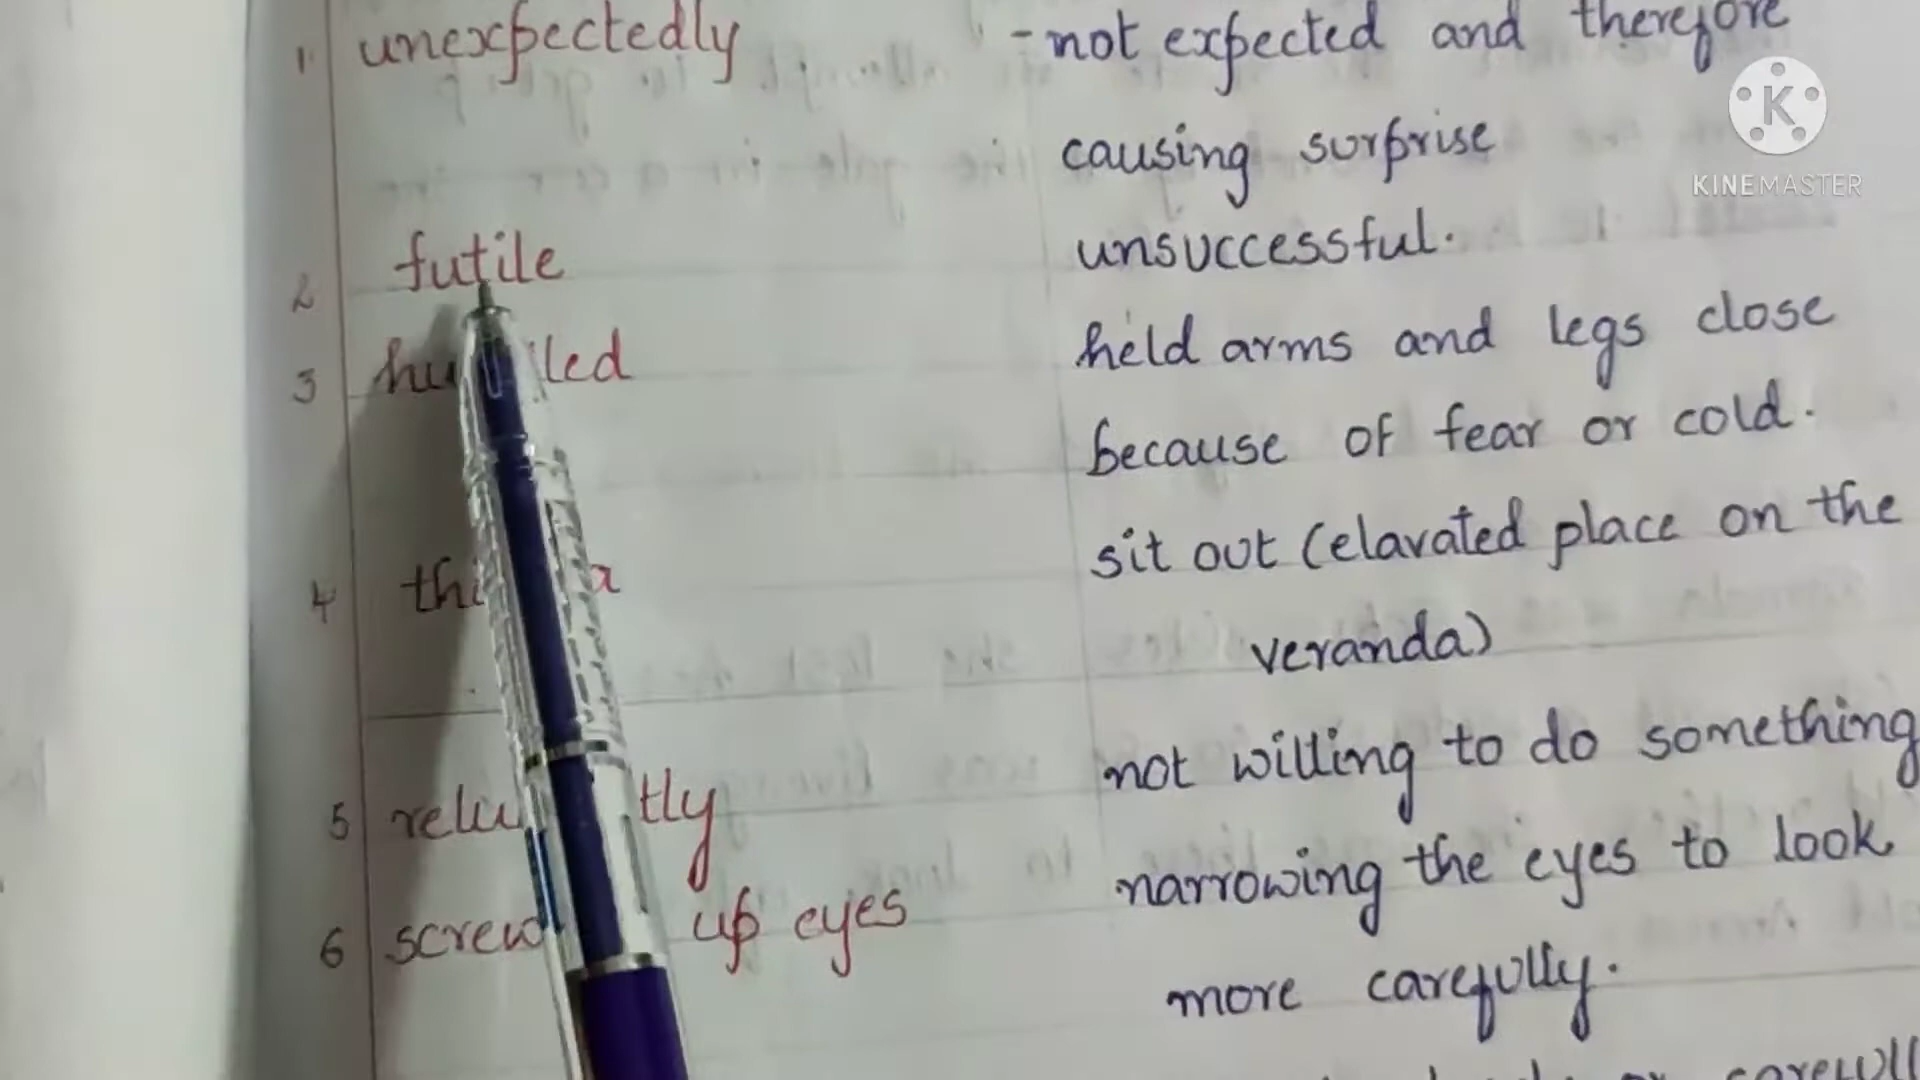 1 unexpectedly - not expected and therefore
causing surprise
2 futile unsuccessful.
3 held arms and legs close
because of fear or cold.
4 sit out (elavated place on the
veranda)
5 not willing to do something
6 up eyes narrowing the eyes to look
more carefully.
KINEMASTER